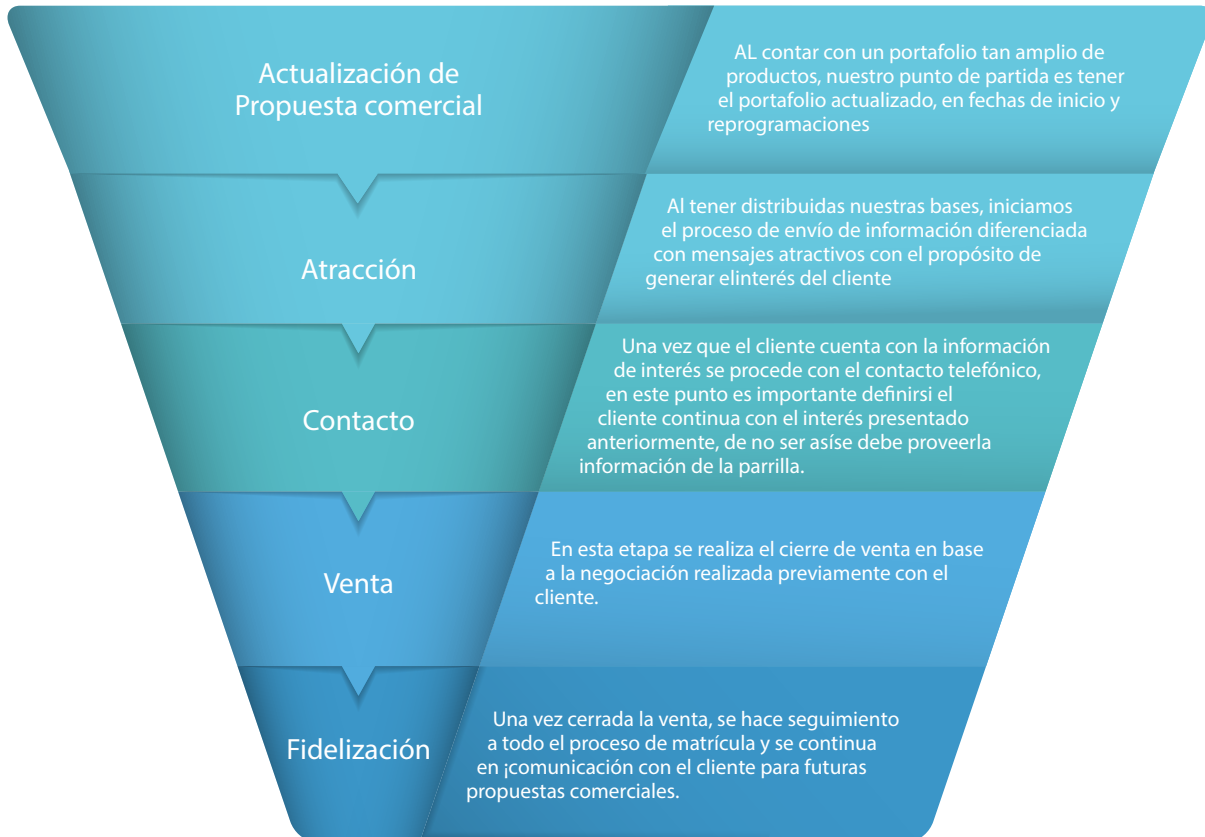 Actualización de
Propuesta comercial
AL contar con un portafolio tan amplio de
productos, nuestro punto de partida es tener
el portafolio actualizado, en fechas de inicio y
reprogramaciones
Atracción
Al tener distribuidas nuestras bases, iniciamos
el proceso de envío de información diferenciada
con mensajes atractivos con el propósito de
generar elinterés del cliente
Contacto
Una vez que el cliente cuenta con la información
de interés se procede con el contacto telefónico,
en este punto es importante definirsi el
cliente continua con el interés presentado
anteriormente, de no ser asíse debe proveerla
información de la parrilla.
Venta
En esta etapa se realiza el cierre de venta en base
a la negociación realizada previamente con el
cliente.
Fidelización
Una vez cerrada la venta, se hace seguimiento
a todo el proceso de matrícula y se continua
en ¡comunicación con el cliente para futuras
propuestas comerciales.